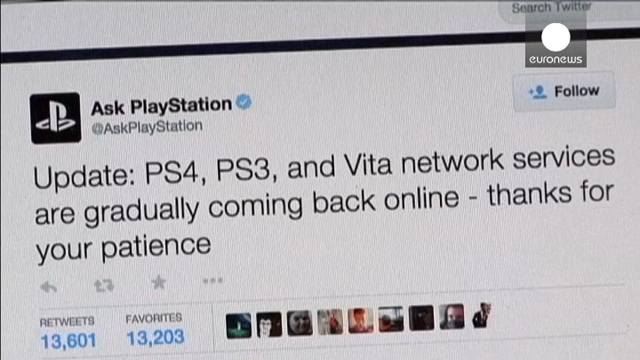 Search Twitter
euronews
Ask PlayStation
@AskPlayStation
Follow
Update: PS4, PS3, and Vita network services
are gradually coming back online - thanks for
your patience
RETWEETS
FAVORITES
13,601
13,203